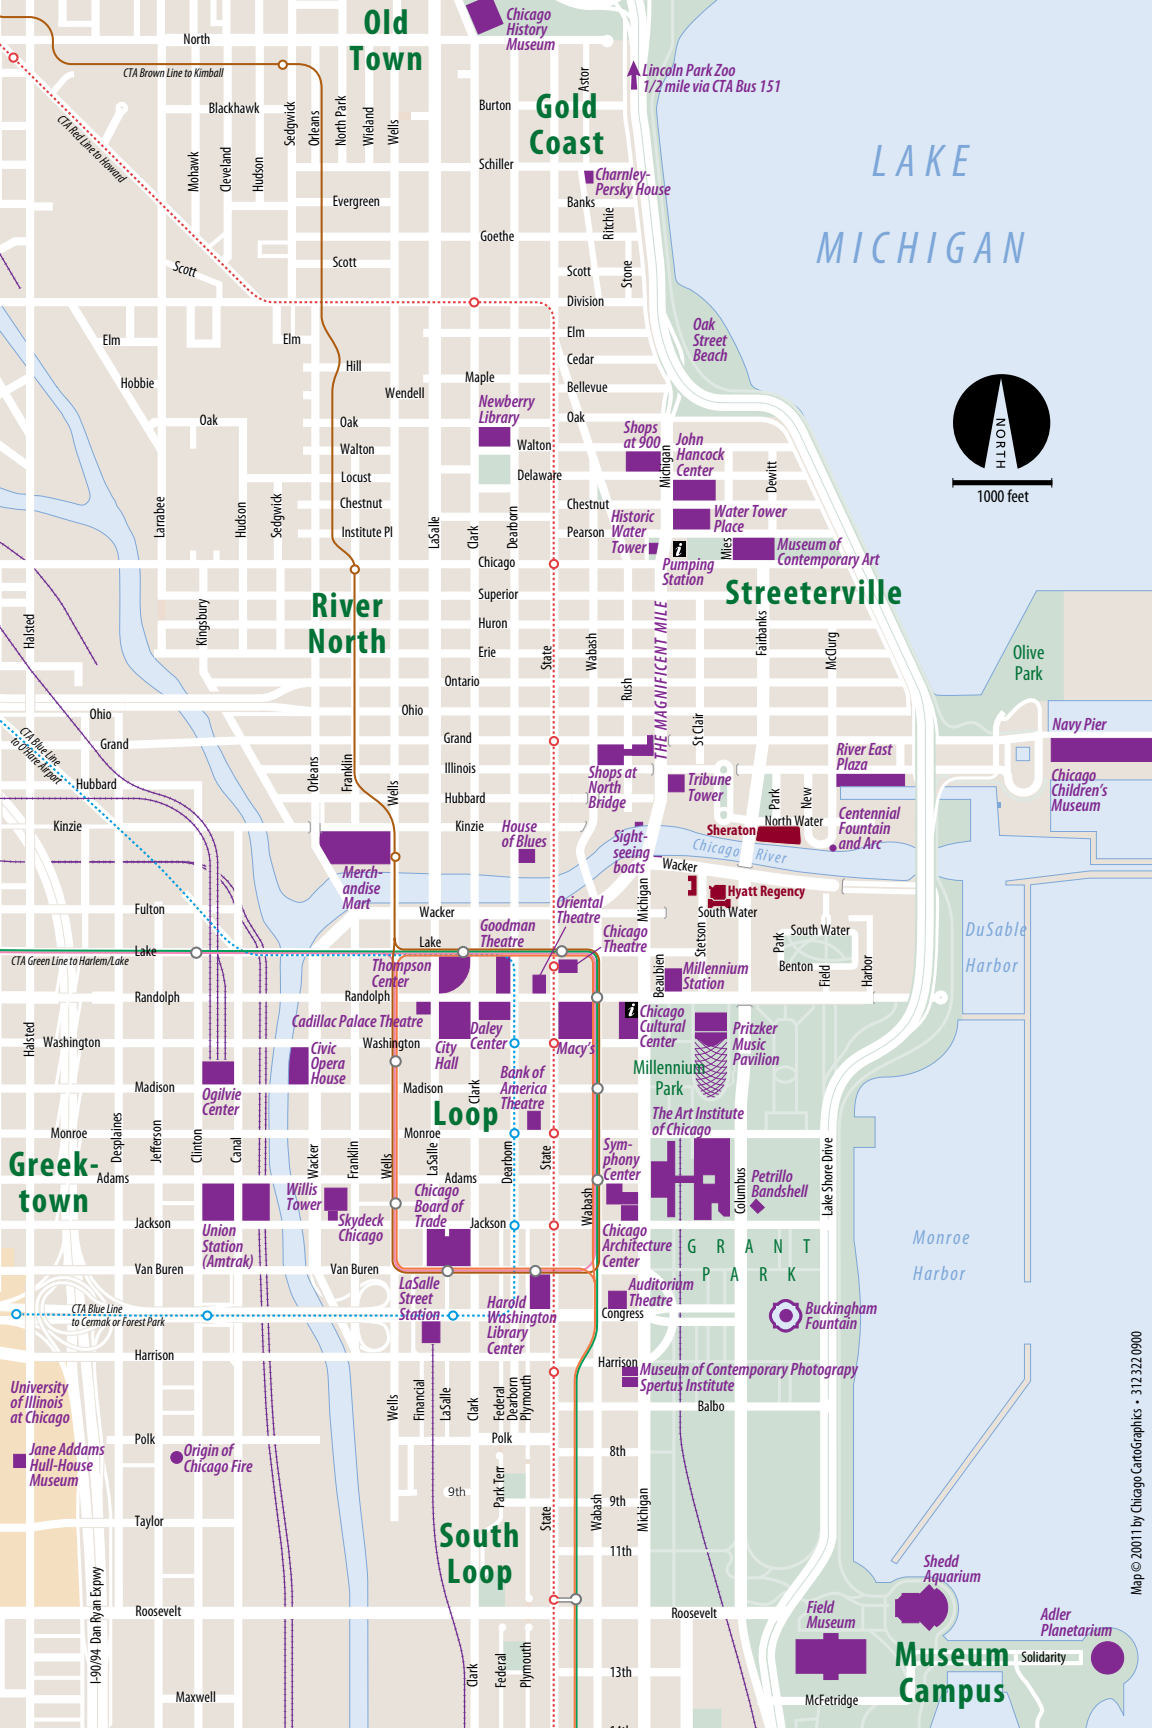 Old
Town
Chicago
History
Museum
North
CTA Brown Line to Kimball
Lincoln Park Zoo
1/2 mile via CTA Bus 151
Astor
Gold
Coast
Burton
Blackhawk
Sedgwick
Orleans
North Park
Wieland
Wells
CTA Red Line to Howard
Mohawk
Cleveland
Hudson
Schiller
Charnley-
Persky House
LAKE
MICHIGAN
Evergreen
Banks
Ritchie
Goethe
Scott
Scott
Scott
Stone
Division
Elm
Elm
Elm
Oak
Street
Beach
Cedar
Hill
Hobbie
Maple
Bellevue
Wendell
Newberry
Library
Oak
Oak
Oak
Shops
at 900
John
Hancock
Center
Michigan
NORTH
1000 feet
Walton
Walton
Locust
Delaware
Dewitt
Larrabee
Hudson
Sedgwick
Chestnut
Chestnut
LaSalle
Clark
Dearborn
Institute Pl
Pearson
Historic
Water
Tower
Water Tower
Place
i
Mies
Museum of
Contemporary Art
Pumping
Station
Chicago
Streeterville
Superior
River
North
Halsted
Kingsbury
Huron
Erie
State
Wabash
Rush
THE MAGNIFICENT MILE
Fairbanks
McClurg
Olive
Park
Ontario
Ohio
Ohio
St Clair
CTA Blue Line
to O'Hare Airport
Grand
Grand
Navy Pier
River East
Plaza
Illinois
Shops at
North
Bridge
Tribune
Tower
Chicago
Children's
Museum
Orleans
Franklin
Wells
Hubbard
Hubbard
Park
New
Kinzie
Kinzie
House
of Blues
Sight-
seeing
boats
Sheraton
North Water
Centennial
Fountain
and Arc
Chicago River
Wacker
Merch-
andise
Mart
Hyatt Regency
Fulton
Wacker
Oriental
Theatre
Michigan
South Water
Goodman
Theatre
Chicago
Theatre
Stetson
South Water
DuSable
Harbor
Park
Lake
Lake
CTA Green Line to Harlem/Lake
Thompson
Center
Beaubien
Millennium
Station
Benton
Field
Harbor
Randolph
Randolph
Cadillac Palace Theatre
i
Chicago
Cultural
Center
Pritzker
Music
Pavilion
Halsted
Washington
Washington
Daley
Center
City
Hall
Macy's
Civic
Opera
House
Millennium
Park
Ogilvie
Center
Madison
Madison
Clark
Bank of
America
Theatre
Loop
The Art Institute
of Chicago
Desplaines
Jefferson
Clinton
Canal
Monroe
Monroe
Wacker
Franklin
Wells
LaSalle
Dearborn
State
Sym-
phony
Center
Columbus
Lake Shore Drive
Greek-
town
Adams
Adams
Petrillo
Bandshell
Willis
Tower
Chicago
Board of
Trade
Wabash
Jackson
Jackson
Skydeck
Chicago
Union
Station
(Amtrak)
Chicago
Architecture
Center
GRANT
PARK
Monroe
Harbor
Van Buren
Van Buren
LaSalle
Street
Station
Harold
Washington
Library
Center
Auditorium
Theatre
Congress
Buckingham
Fountain
CTA Blue Line
to Cermak or Forest Park
Harrison
Harrison
Museum of Contemporary Photograpy
Spertus Institute
University
of Illinois
at Chicago
Wells
Financial
LaSalle
Clark
Federal
Dearborn
Plymouth
Balbo
Polk
Polk
Jane Addams
Hull-House
Museum
Origin of
Chicago Fire
8th
9th
Park Terr
9th
State
Wabash
Michigan
Taylor
South
Loop
11th
I-90/94 Dan Ryan Expwy
Map © 20011 by Chicago CartoGraphics • 312 322 0900
Shedd
Aquarium
Field
Museum
Adler
Planetarium
Roosevelt
Roosevelt
Museum
Campus
Solidarity
Clark
Federal
Plymouth
13th
Maxwell
McFetridge